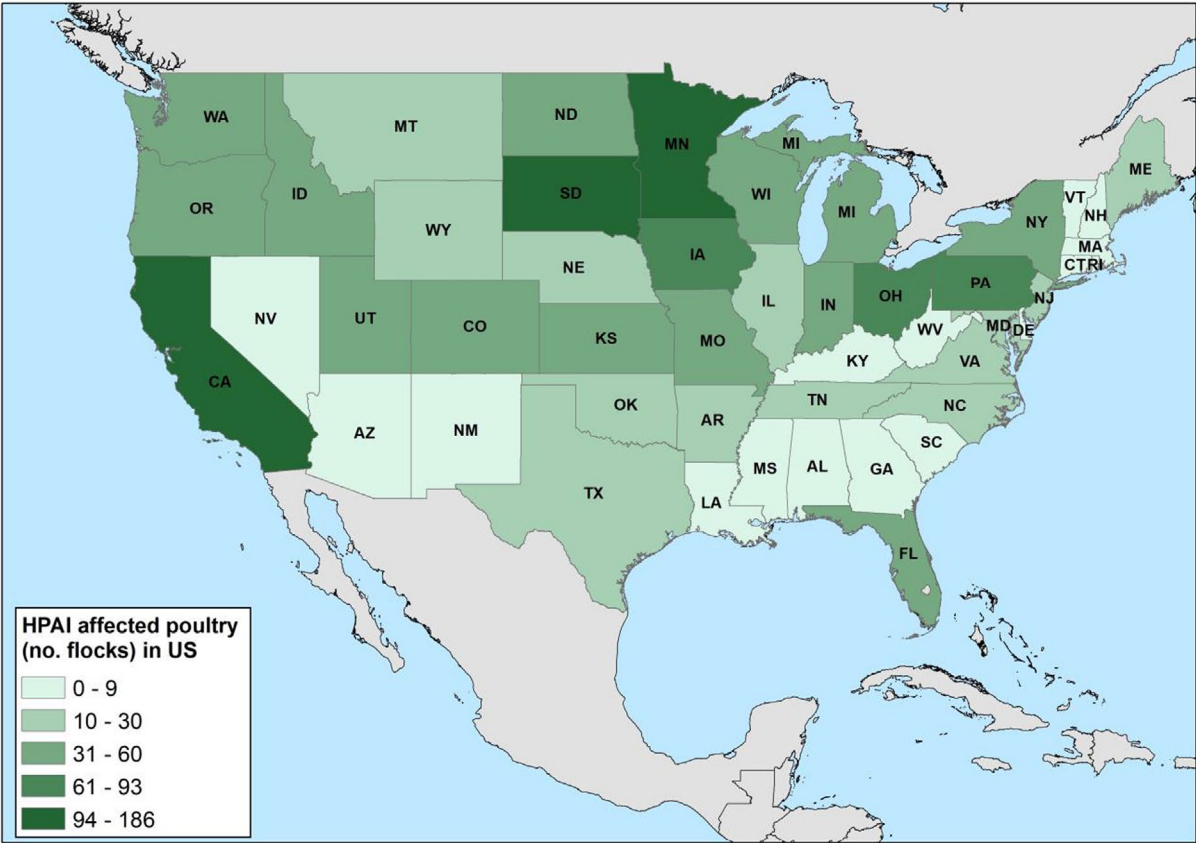 WA
MT
ND
MN
MI
ME
OR
ID
SD
WI
MI
VT
NH
NY
WY
MA
IA
CTRI
NE
PA
NV
UT
CO
IL
IN
OH
NJ
KS
MO
WV
MD
DE
CA
KY
VA
AZ
NM
OK
AR
TN
NC
SC
TX
MS
AL
GA
LA
FL
HPAI affected poultry
(no. flocks) in US
0 - 9
10 - 30
31 - 60
61 - 93
94 - 186